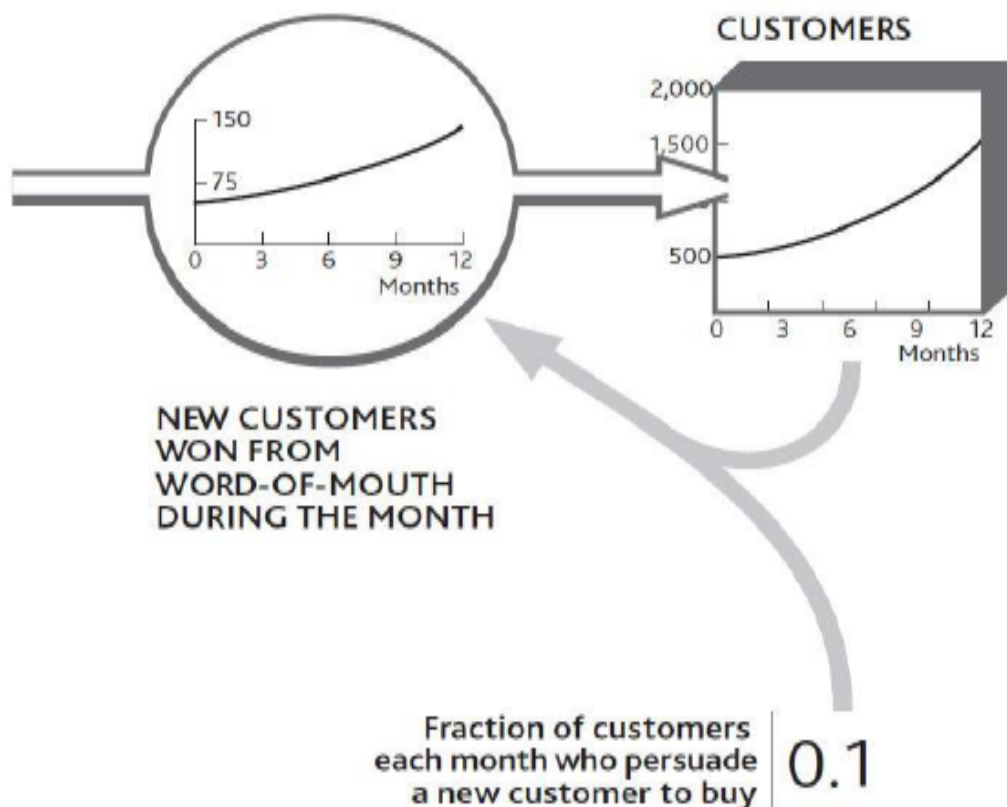 CUSTOMERS
2,000
1,500
500
0 3 6 9 12
Months
150
75
0 3 6 9 12
Months
NEW CUSTOMERS
WON FROM
WORD-OF-MOUTH
DURING THE MONTH
Fraction of customers
each month who persuade
a new customer to buy
0.1